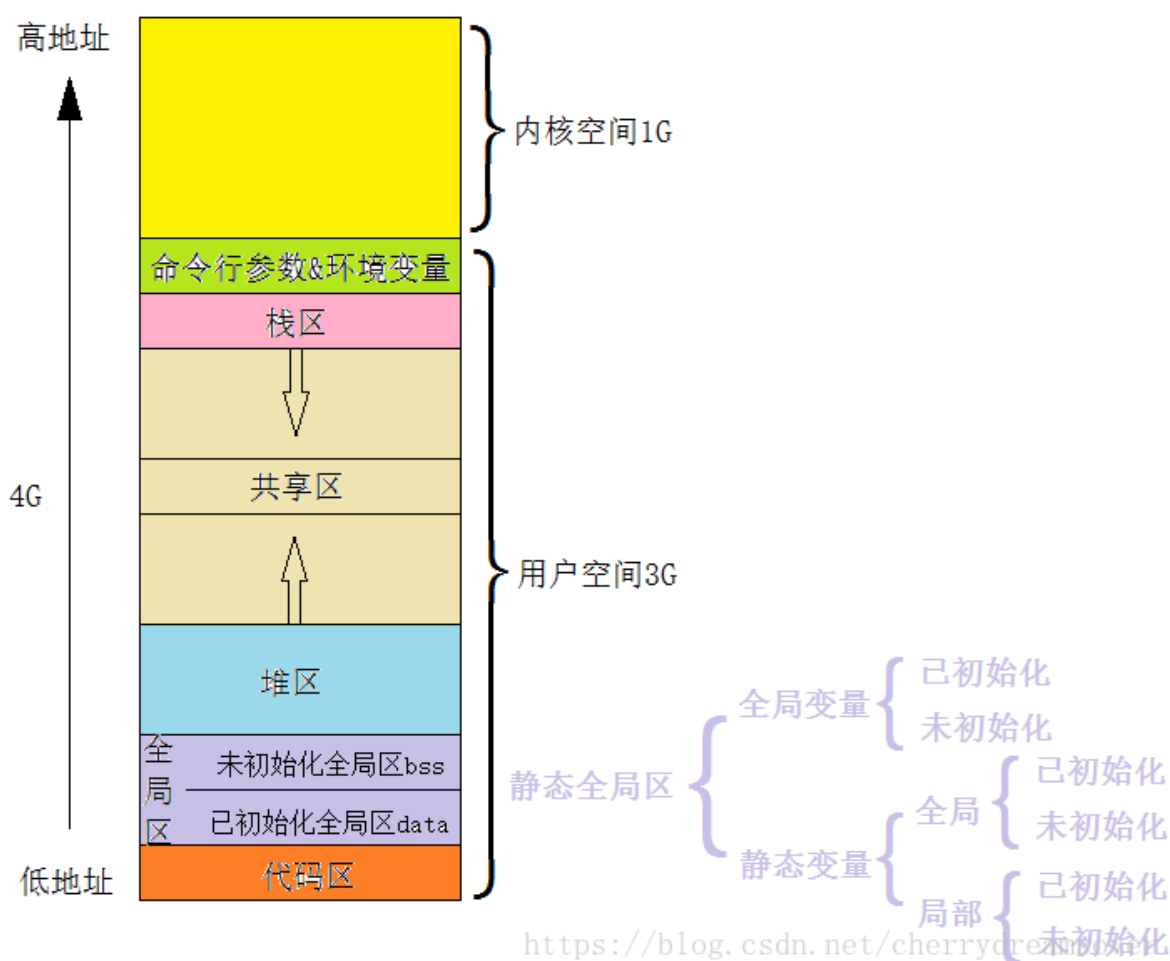 高地址
内核空间1G
命令行参数&环境变量
栈区
共享区
4G
用户空间3G
堆区
全局区
未初始化全局区bss
已初始化全局区data
代码区
低地址
静态全局区
全局变量
已初始化
未初始化
静态变量
全局
已初始化
未初始化
局部
已初始化
未初始化